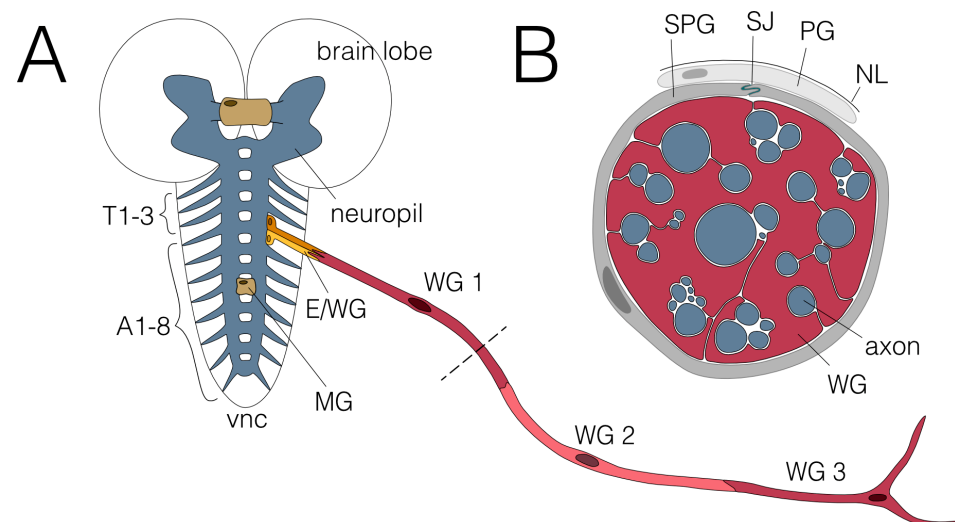 A
brain lobe
T1-3
neuropil
A1-8
E/WG
MG
vnc
WG 1
WG 2
WG 3
B
SPG
SJ
PG
NL
axon
WG